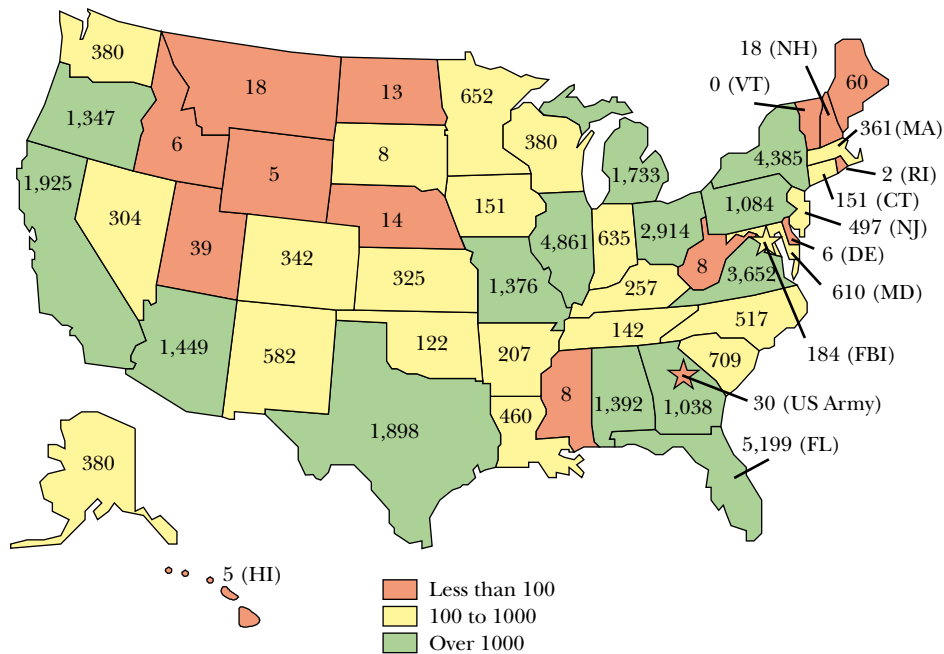 380
18
13
652
18 (NH)
0 (VT)
60
1,347
6
8
380
361 (MA)
1,925
5
1,733
4,385
2 (RI)
304
14
151
1,084
151 (CT)
39
342
4,861
635
2,914
497 (NJ)
325
1,376
8
6 (DE)
257
3,652
610 (MD)
1,449
582
122
207
142
517
184 (FBI)
709
8
1,392
1,038
30 (US Army)
1,898
460
5,199 (FL)
380
5 (HI)
Less than 100
100 to 1000
Over 1000